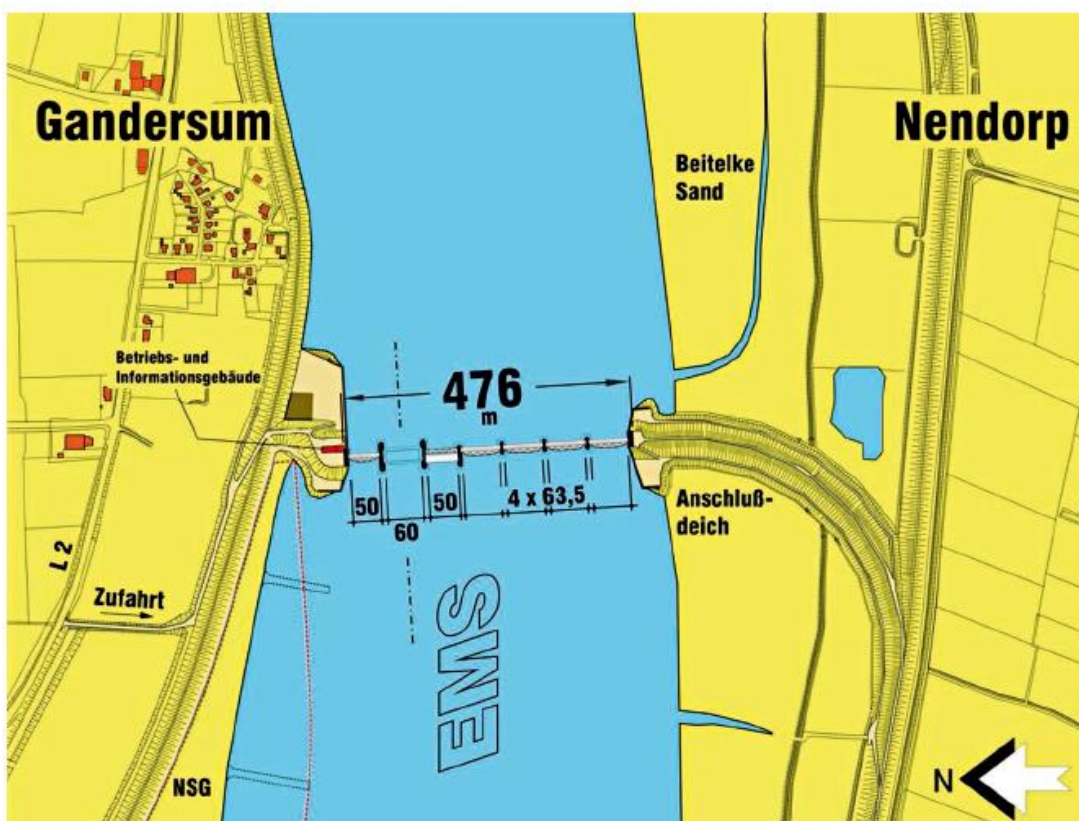 Gandersum
Nendorp
Beitelke
Sand
Betriebs- und
Informationsgebäude
476
m
50
60
50
4 x 63,5
Anschluß-
deich
L 2
Zufahrt
EMS
NSG
N